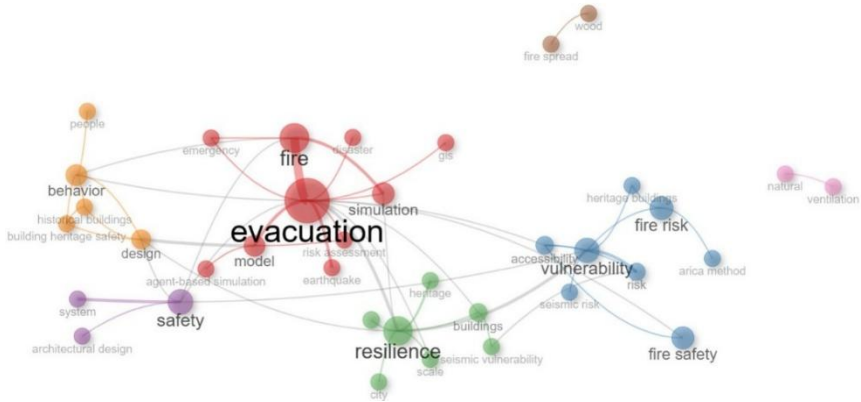 wood
fire spread
people
emergency
fire
disaster
gis
natural
ventilation
behavior
historical buildings
building heritage safety
design
simulation
evacuation
model
risk assessment
agent-based simulation
earthquake
heritage buildings
fire risk
accessibility
vulnerability
arica method
risk
seismic risk
heritage
system
safety
architectural design
buildings
resilience
seismic vulnerability
scale
city
fire safety